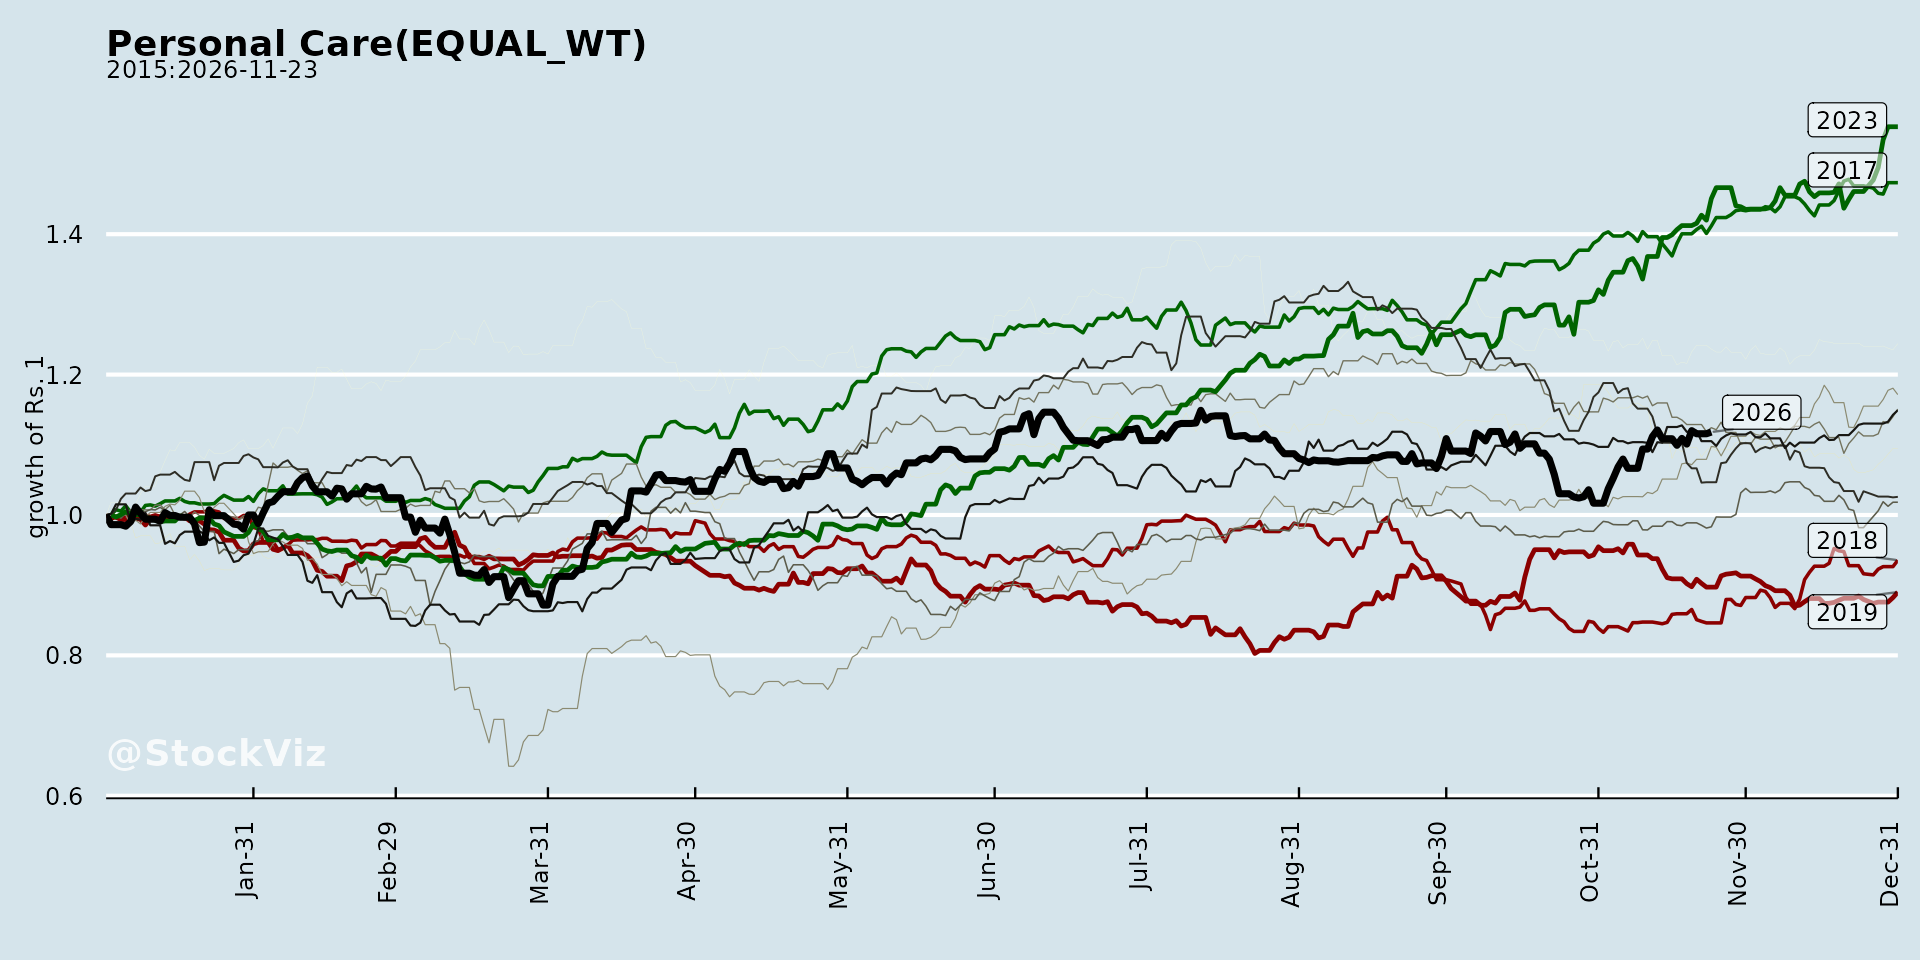 Personal Care(EQUAL_WT)
2015:2026-11-23
2023
2017
1.4
1.2
2026
growth of Rs. 1
1.0
2018
2019
0.8
@StockViz
0.6
Jan-31
Feb-29
Mar-31
Apr-30
May-31
Jun-30
Jul-31
Aug-31
Sep-30
Oct-31
Nov-30
Dec-31